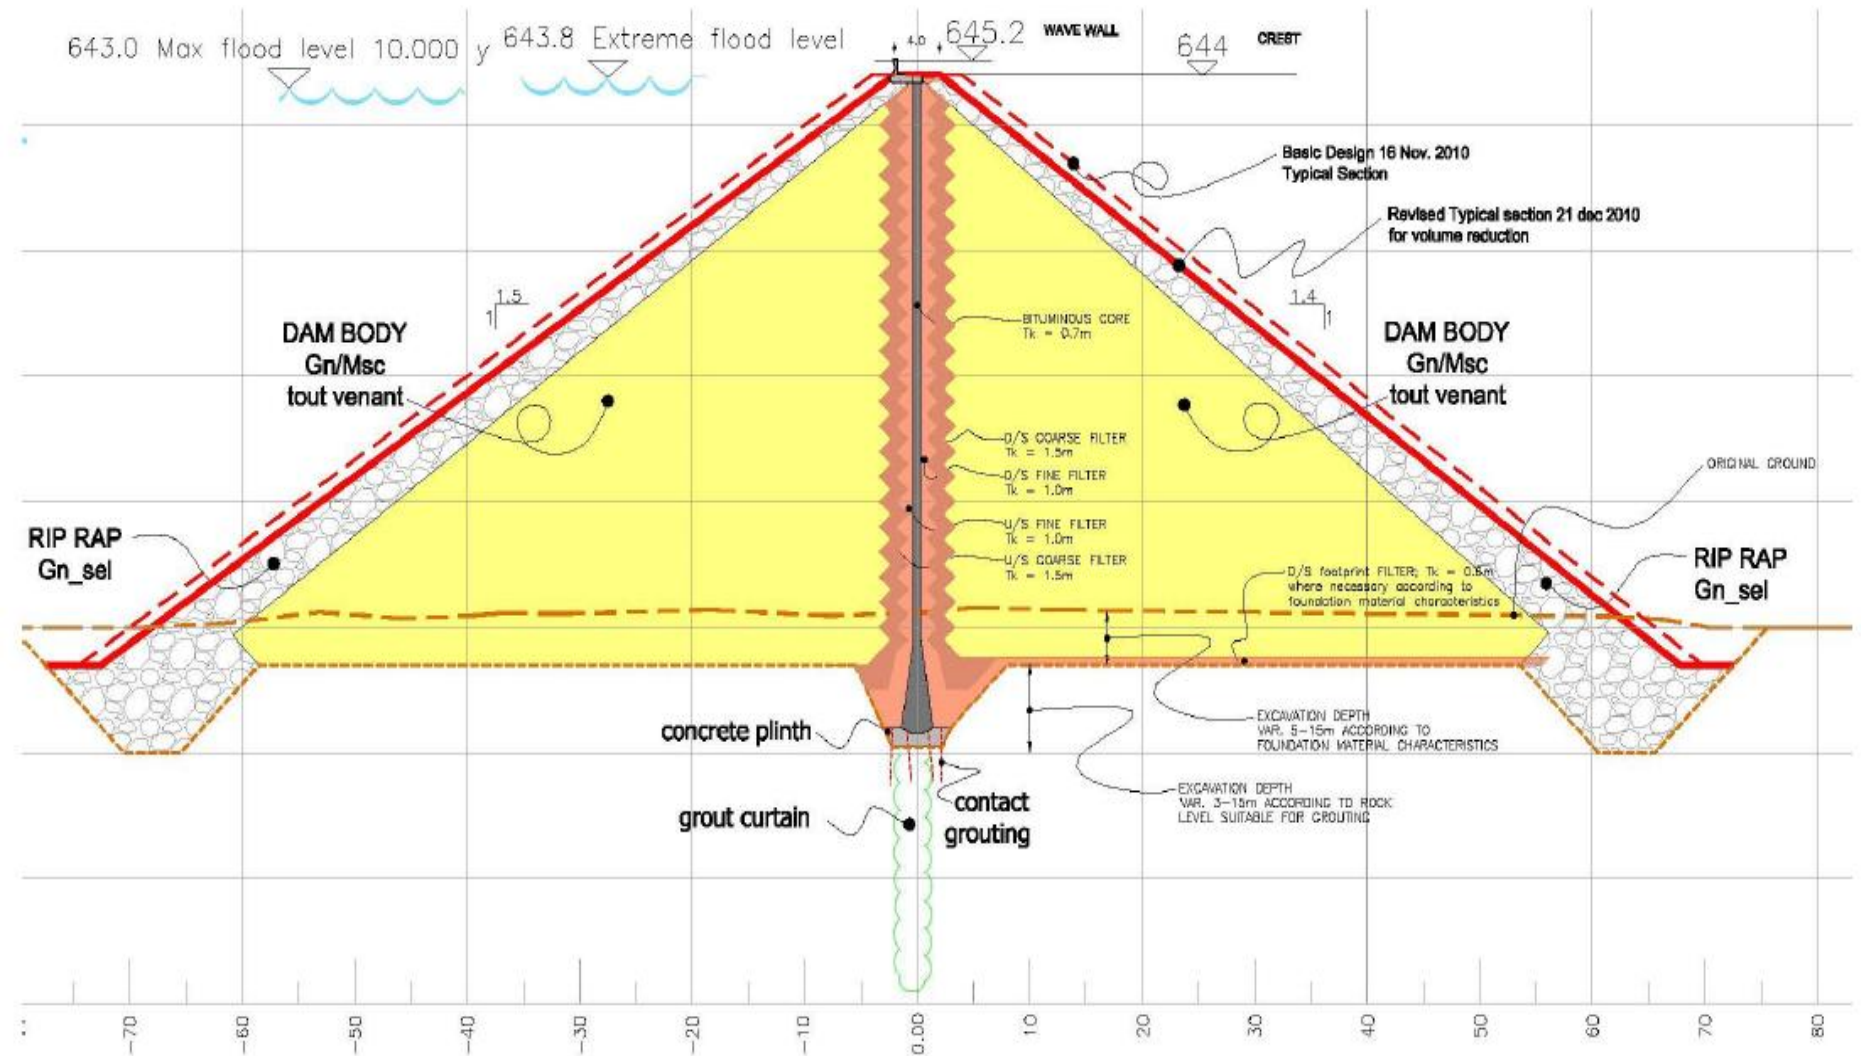 643.0 Max flood level 10.000 y
643.8 Extreme flood level
4.0
645.2 WAVE WALL
644 CREST
Basic Design 16 Nov. 2010
Typical Section
Revised Typical section 21 dec 2010
for volume reduction
1.5
1
1.4
1
DAM BODY
Gn/Msc
tout venant
BITUMINOUS CORE
Tk = 0.7m
DAM BODY
Gn/Msc
tout venant
D/S COARSE FILTER
Tk = 1.5m
D/S FINE FILTER
Tk = 1.0m
U/S FINE FILTER
Tk = 1.0m
U/S COARSE FILTER
Tk = 1.5m
ORIGINAL GROUND
RIP RAP
Gn_sel
D/S footprint FILTER; Tk = 0.6m
where necessary according to
foundation material characteristics
RIP RAP
Gn_sel
concrete plinth
EXCAVATION DEPTH
VAR. 5-15m ACCORDING TO
FOUNDATION MATERIAL CHARACTERISTICS
EXCAVATION DEPTH
VAR. 3-15m ACCORDING TO ROCK
LEVEL SUITABLE FOR GROUTING
grout curtain
contact
grouting
-70
-60
-50
-40
-30
-20
-10
0.00
10
20
30
40
50
60
70
80